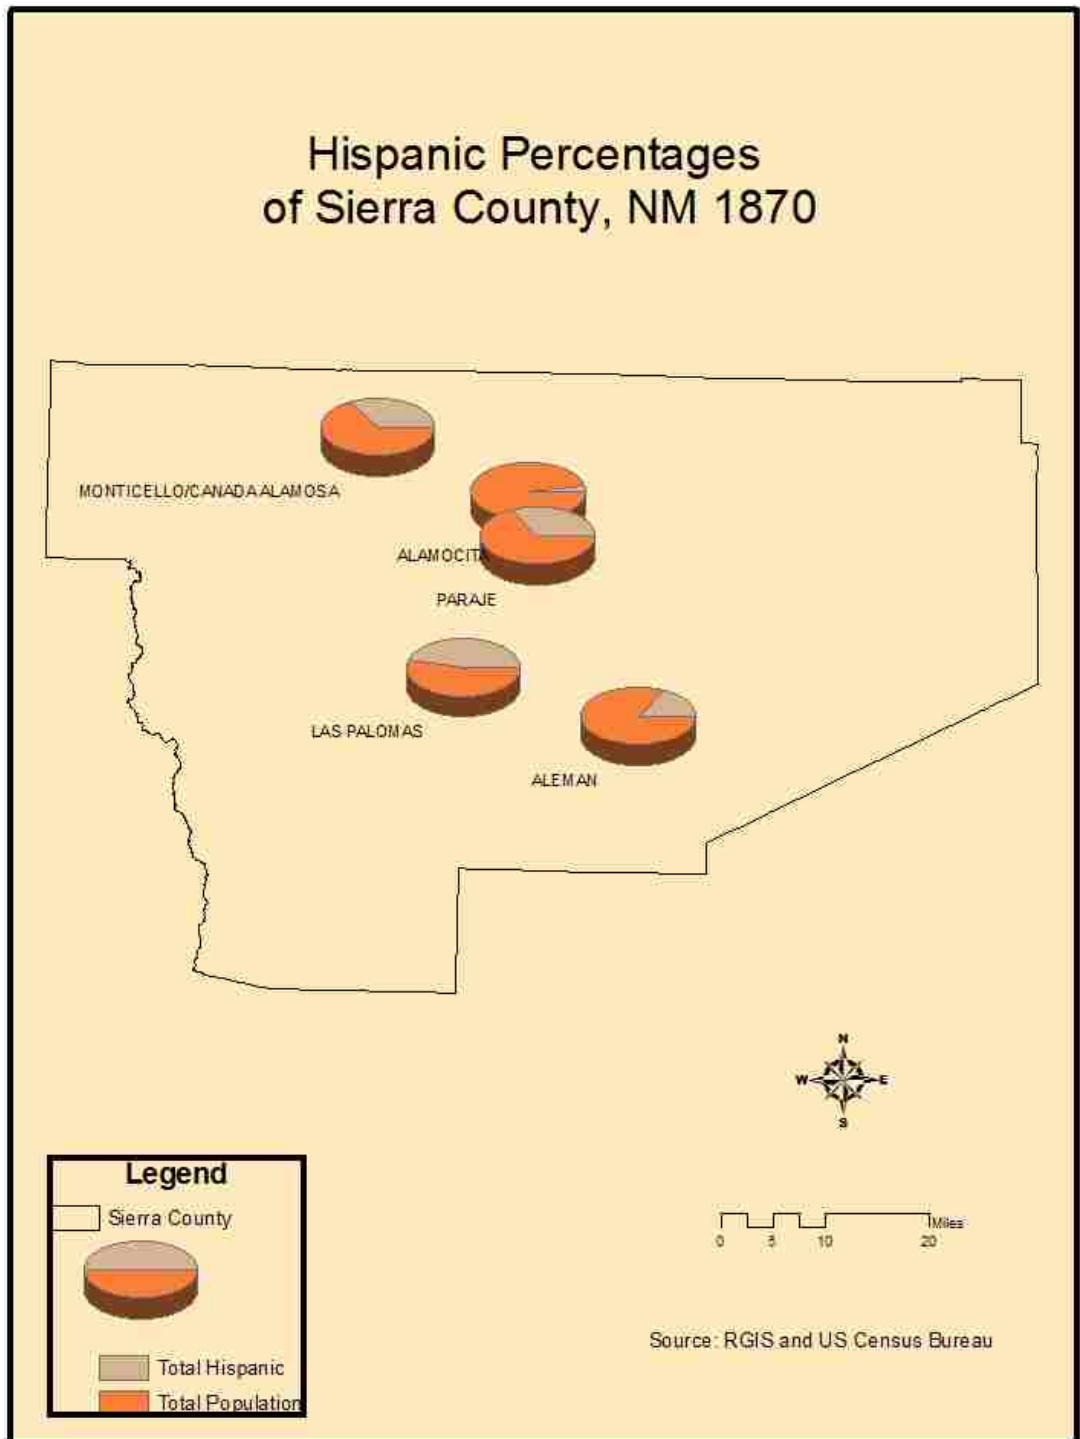 Hispanic Percentages
of Sierra County, NM 1870
MONTICELLO/CANADA ALAMOSA
ALAMOCITA
PARAJE
LAS PALOMAS
ALEMAN
N
W E
S
Legend
Sierra County
Total Hispanic
Total Population
Miles
0 5 10 20
Source: RGIS and US Census Bureau